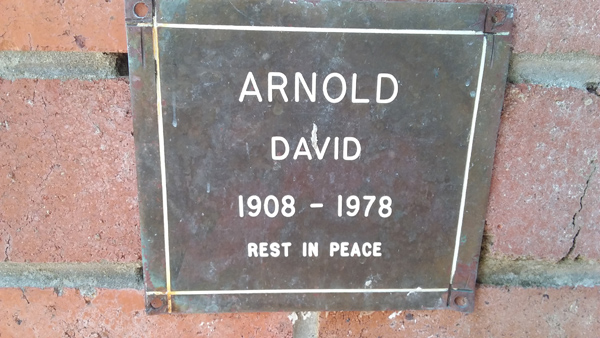 ARNOLD
DAVID
1908 - 1978
REST IN PEACE